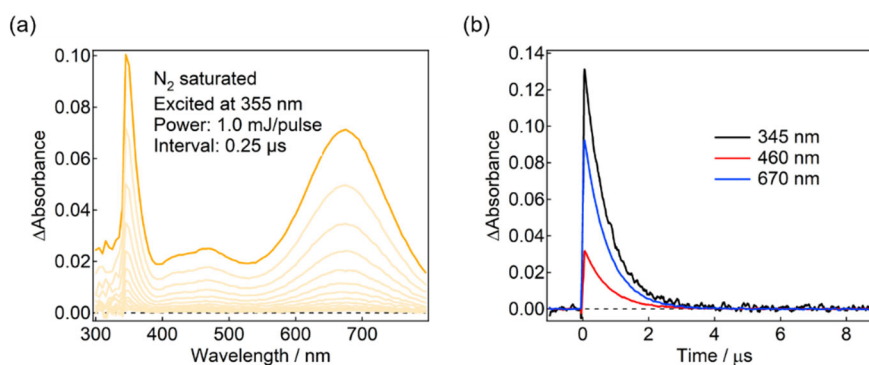 (a)
0.10
0.08
0.06
0.04
0.02
0.00
ΔAbsorbance
N2 saturated
Excited at 355 nm
Power: 1.0 mJ/pulse
Interval: 0.25 μs
300 400 500 600 700
Wavelength / nm
(b)
0.14
0.12
0.10
0.08
0.06
0.04
0.02
0.00
ΔAbsorbance
345 nm
460 nm
670 nm
0 2 4 6 8
Time / μs